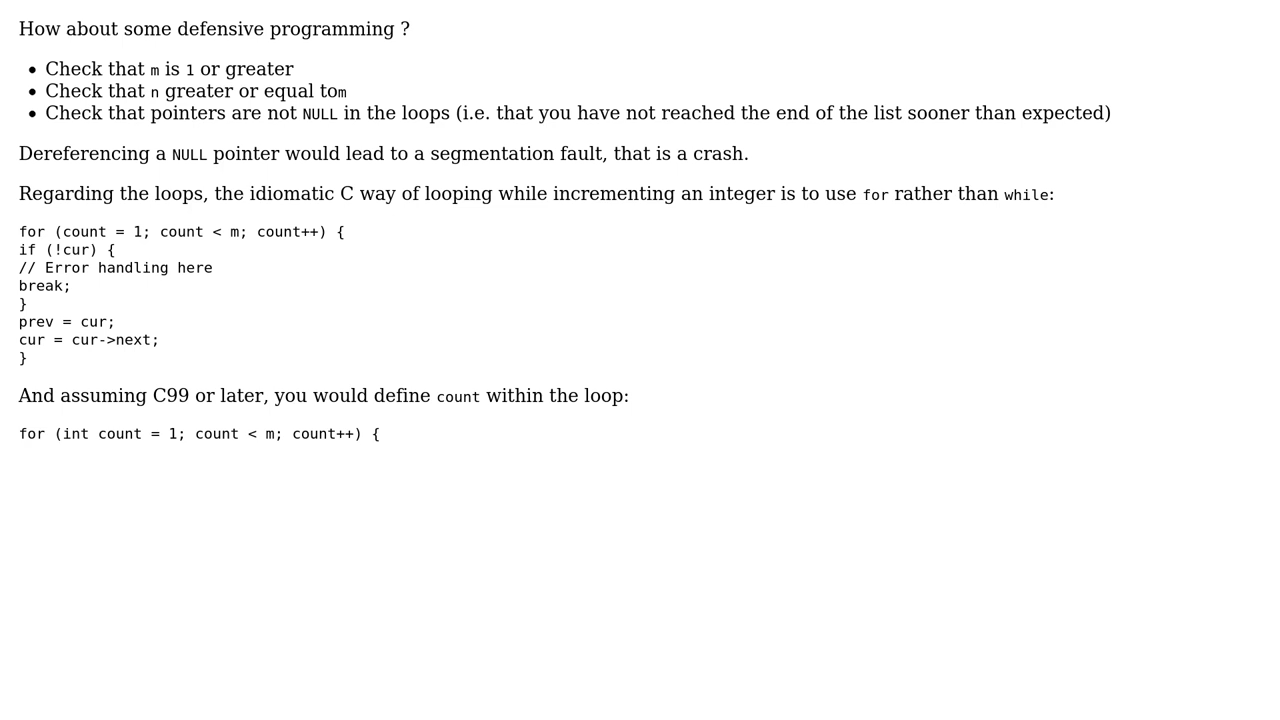 How about some defensive programming ?
• Check that m is 1 or greater
• Check that n greater or equal tom
• Check that pointers are not NULL in the loops (i.e. that you have not reached the end of the list sooner than expected)
Dereferencing a NULL pointer would lead to a segmentation fault, that is a crash.
Regarding the loops, the idiomatic C way of looping while incrementing an integer is to use for rather than while:
for (count = 1; count < m; count++) {
if (!cur) {
// Error handling here
break;
}
prev = cur;
cur = cur->next;
}
And assuming C99 or later, you would define count within the loop:
for (int count = 1; count < m; count++) {